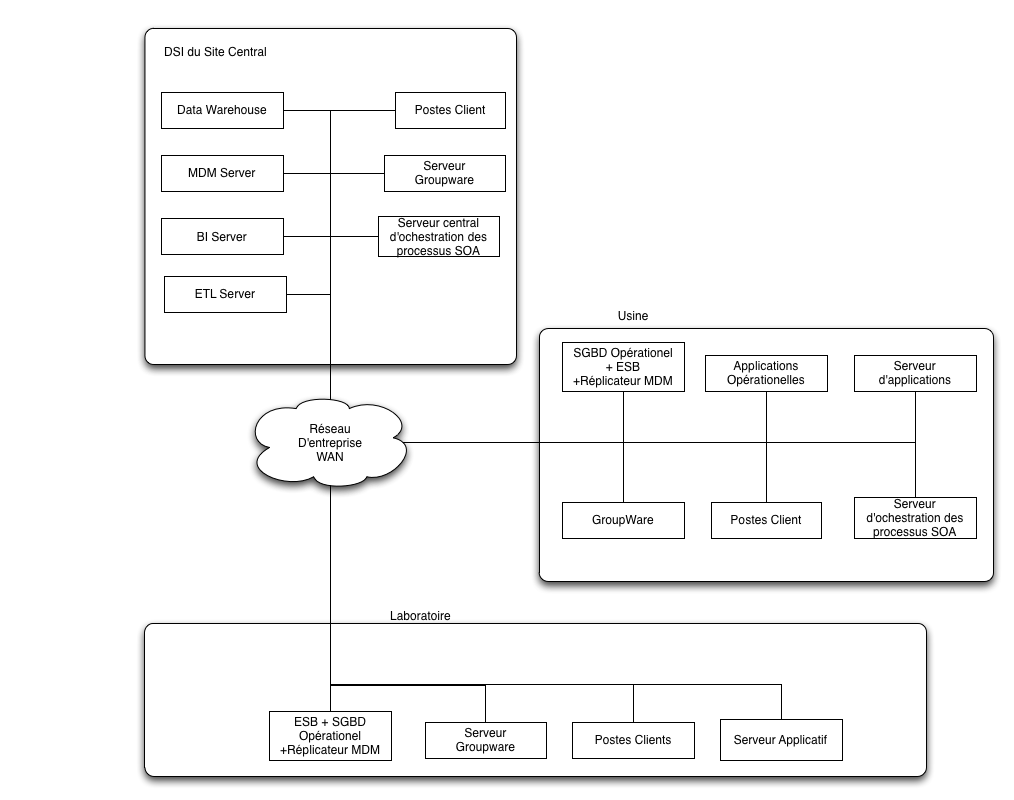 DSI du Site Central
Data Warehouse
Postes Client
MDM Server
Serveur
Groupware
BI Server
Serveur central
d'ochestration des
processus SOA
ETL Server
Usine
SGBD Opérationel
+ ESB
+Réplicateur MDM
Applications
Opérationelles
Serveur
d'applications
Réseau
D'entreprise
WAN
GroupWare
Postes Client
Serveur
d'ochestration des
processus SOA
Laboratoire
ESB + SGBD
Opérationel
+Réplicateur MDM
Serveur
Groupware
Postes Clients
Serveur Applicatif